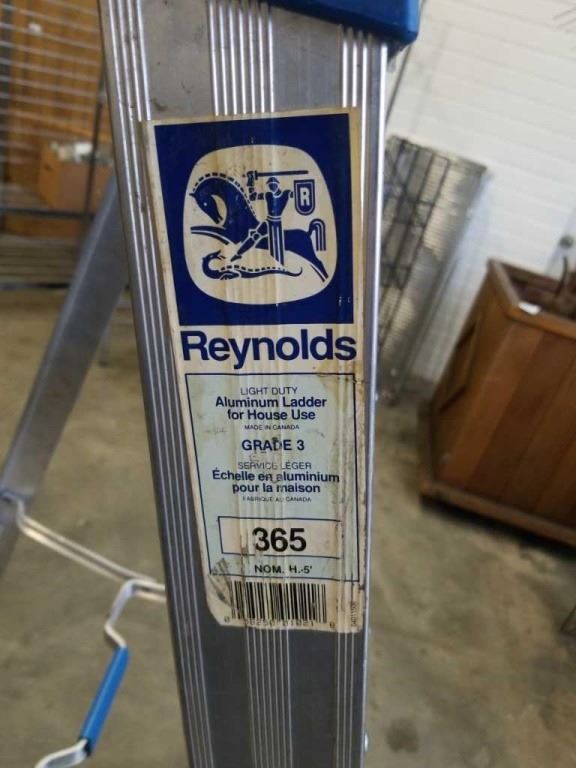 R
Reynolds
LIGHT DUTY
Aluminum Ladder
for House Use
MADE IN CANADA
GRADE 3
SERVICE LÉGER
Échelle en aluminium
pour la maison
FABRIQUÉ AU CANADA
365
NOM. H.-5'